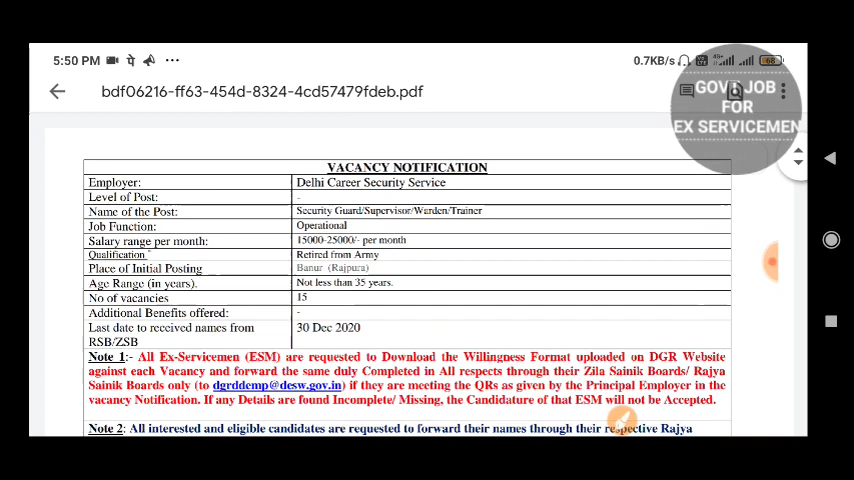 5:50 PM
0.7KB/s
68
bdf06216-ff63-454d-8324-4cd57479fdeb.pdf
GOVT JOB
FOR
EX SERVICEMEN
VACANCY NOTIFICATION
Employer: Delhi Career Security Service
Level of Post: -
Name of the Post: Security Guard/Supervisor/Warden/Trainer
Job Function: Operational
Salary range per month: 15000-25000/- per month
Qualification Retired from Army
Place of Initial Posting Banur (Rajpura)
Age Range (in years). Not less than 35 years.
No of vacancies 15
Additional Benefits offered: -
Last date to received names from 30 Dec 2020
RSB/ZSB
Note 1:- All Ex-Servicemen (ESM) are requested to Download the Willingness Format uploaded on DGR Website
against each Vacancy and forward the same duly Completed in All respects through their Zila Sainik Boards/ Rajya
Sainik Boards only (to dgrddemp@desw.gov.in) if they are meeting the QRs as given by the Principal Employer in the
vacancy Notification. If any Details are found Incomplete/ Missing, the Candidature of that ESM will not be Accepted.
Note 2: All interested and eligible candidates are requested to forward their names through their respective Rajya